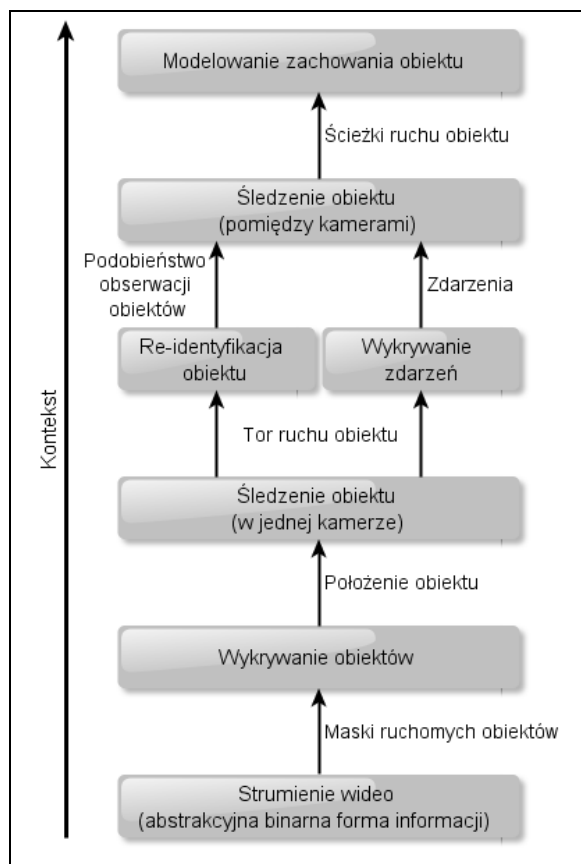 Modelowanie zachowania obiektu
Ścieżki ruchu obiektu
Śledzenie obiektu
(pomiędzy kamerami)
Podobieństwo
obserwacji
obiektów
Zdarzenia
Re-identyfikacja
obiektu
Wykrywanie
zdarzeń
Kontekst
Tor ruchu obiektu
Śledzenie obiektu
(w jednej kamerze)
Położenie obiektu
Wykrywanie obiektów
Maski ruchomych obiektów
Strumienie wideo
(abstrakcyjna binarna forma informacji)